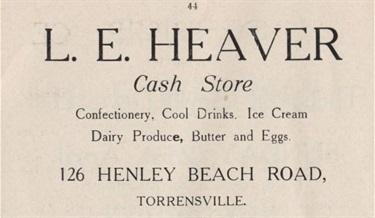 44
L. E. HEAVER
Cash Store
Confectionery, Cool Drinks, Ice Cream
Dairy Produce, Butter and Eggs.
126 HENLEY BEACH ROAD,
TORRENSVILLE.